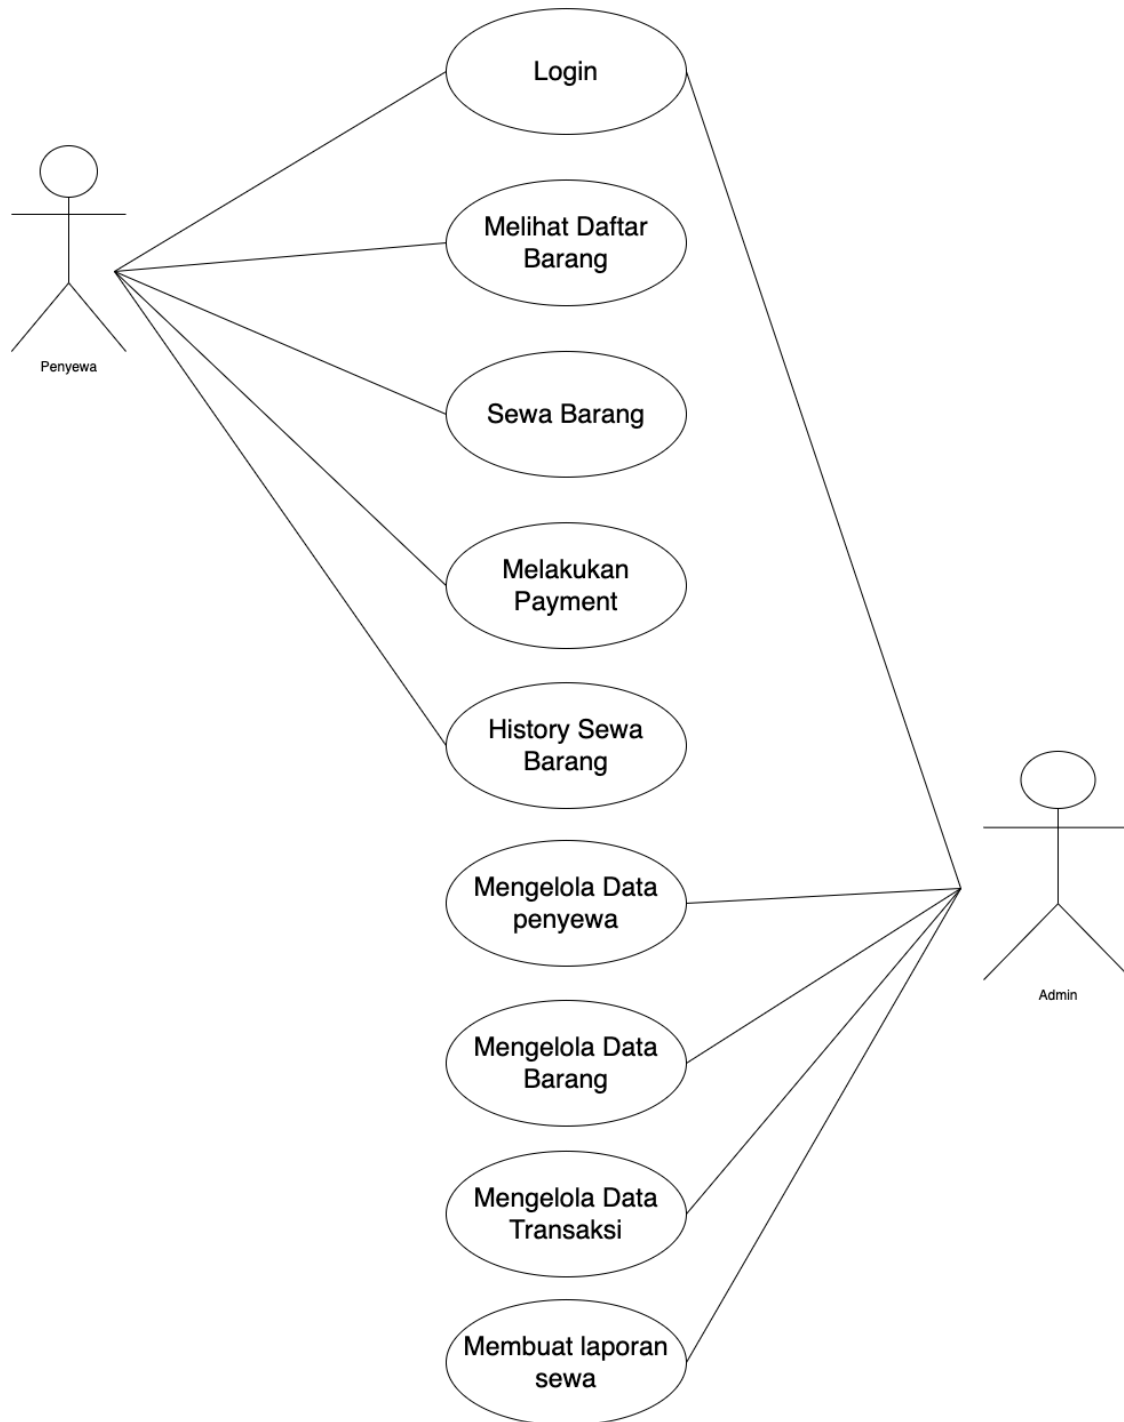 Login
Melihat Daftar
Barang
Penyewa
Sewa Barang
Melakukan
Payment
History Sewa
Barang
Mengelola Data
penyewa
Admin
Mengelola Data
Barang
Mengelola Data
Transaksi
Membuat laporan
sewa